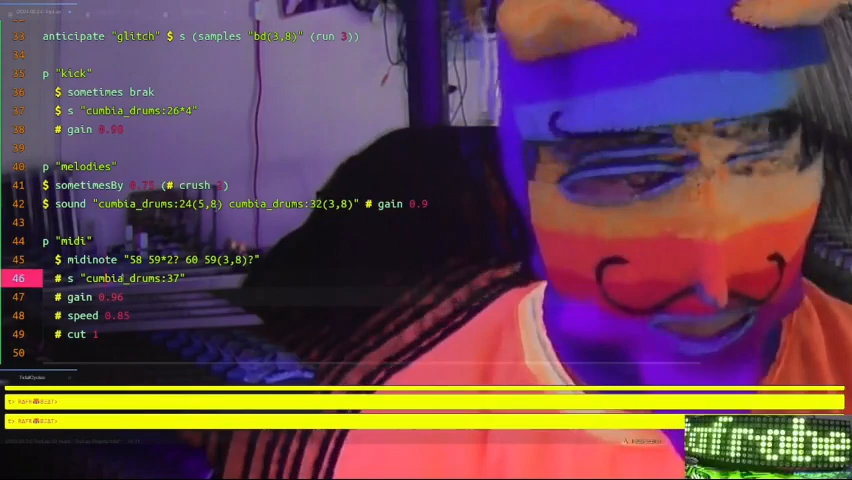 33 anticipate "glitch" $ s (samples "bd(3,8)" (run 3))
34
35 p "kick"
36 $ sometimes brak
37 $ s "cumbia_drums:26*4"
38 # gain 0.90
39
40 p "melodies"
41 $ sometimesBy 0.75 (# crush 2)
42 $ sound "cumbia_drums:24(5,8) cumbia_drums:32(3,8)" # gain 0.9
43
44 p "midi"
45 $ midinote "58 59*2? 60 59(3,8)?"
46 # s "cumbia_drums:37"
47 # gain 0.96
48 # speed 0.85
49 # cut 1
50